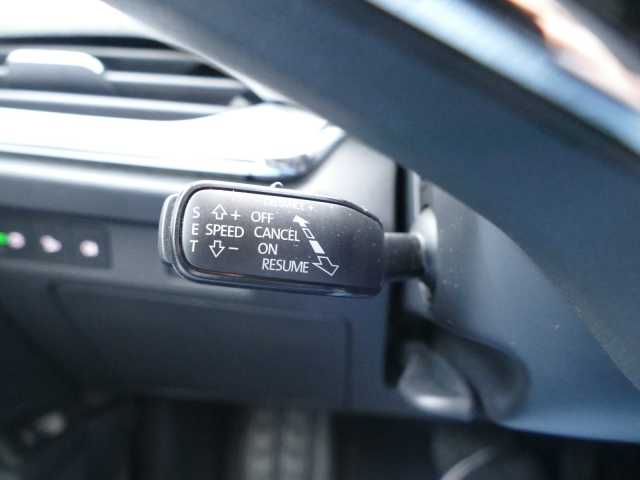 S ⇧+ OFF
E SPEED CANCEL
T ⇩− ON
RESUME